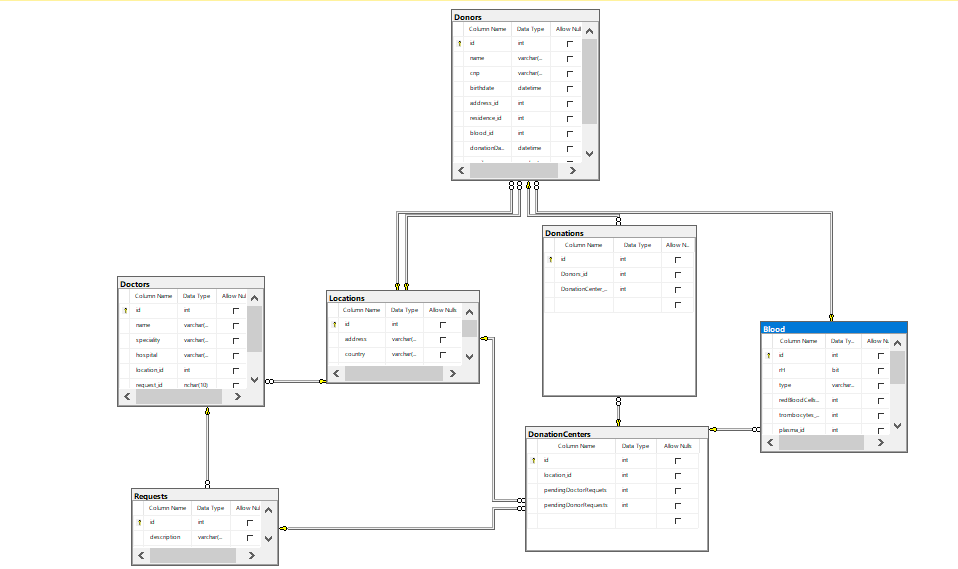 Donors
Column Name Data Type Allow Null
id int
name varchar(...
cnp varchar(...
birthdate datetime
address_id int
residence_id int
blood_id int
donationDa... datetime
Donations
Column Name Data Type Allow N..
id int
Donors_id int
DonationCenter_... int
Doctors
Column Name Data Type Allow Null
id int
name varchar(...
speciality varchar(...
hospital varchar(...
location_id int
request_id nchar(10)
Locations
Column Name Data Type Allow Nulls
id int
address varchar(...
country varchar(...
Blood
Column Name Data Ty... Allow N
id int
rH bit
type varchar...
redBloodCells... int
trombocytes_... int
plasma_id int
DonationCenters
Column Name Data Type Allow Nulls
id int
location_id int
pendingDoctorRequets int
pendingDonorRequests int
Requests
Column Name Data Type Allow Nul
id int
description varchar(...